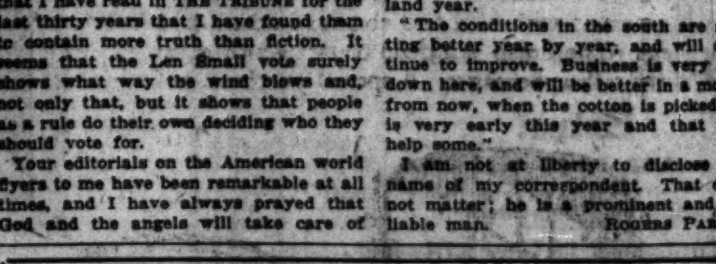 that I have read in THE TRIBUNE for the
last thirty years that I have found them
to contain more truth than fiction. It
seems that the Len Small vote surely
shows what way the wind blows and,
not only that, but it shows that people
as a rule do their own deciding who they
should vote for.
Your editorials on the American world
flyers to me have been remarkable at all
times, and I have always prayed that
God and the angels will take care of
land year.
"The conditions in the south are
ting better year by year, and will
tinue to improve. Business is very
down here, and will be better in a
from now, when the cotton is picked
is very early this year and that
help some."
I am not at liberty to disclose
name of my correspondent. That
not matter; he is a prominent and
liable man. ROGERS